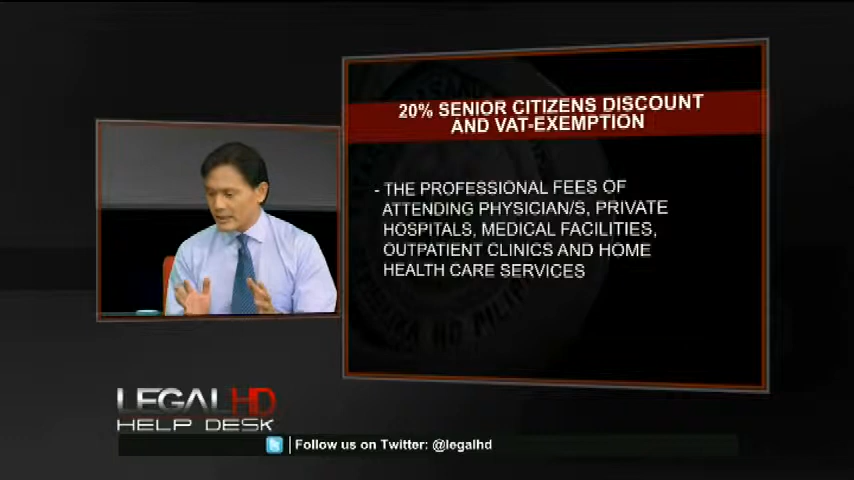 20% SENIOR CITIZENS DISCOUNT
AND VAT-EXEMPTION
- THE PROFESSIONAL FEES OF
ATTENDING PHYSICIAN/S, PRIVATE
HOSPITALS, MEDICAL FACILITIES,
OUTPATIENT CLINICS AND HOME
HEALTH CARE SERVICES
LEGALHD
HELP DESK
Follow us on Twitter: @legalhd